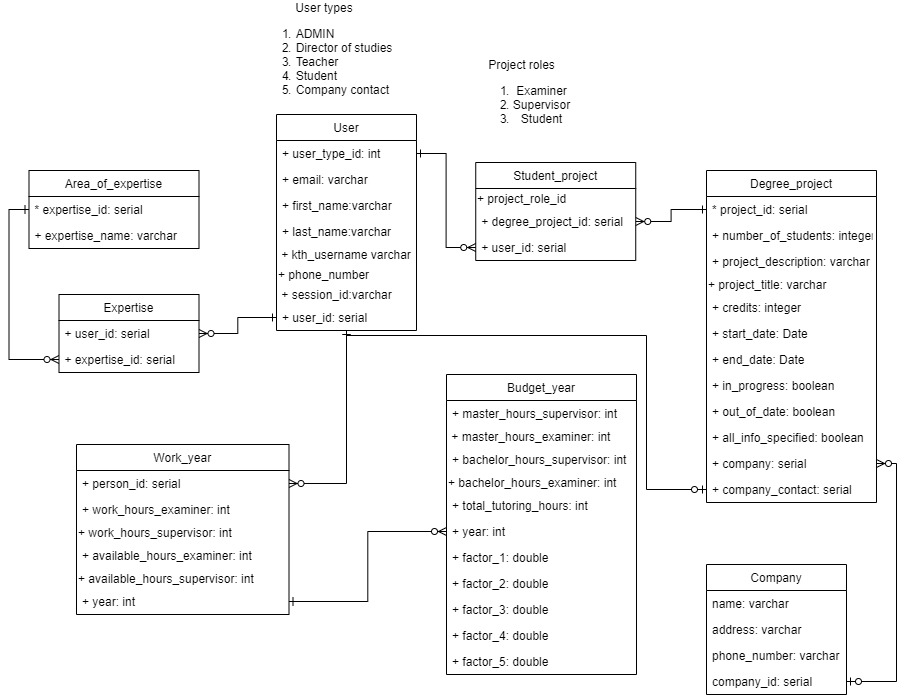 User types
1. ADMIN
2. Director of studies
3. Teacher
4. Student
5. Company contact
Project roles
1. Examiner
2. Supervisor
3. Student
User
+ user_type_id: int
+ email: varchar
+ first_name:varchar
+ last_name:varchar
+ kth_username varchar
+ phone_number
+ session_id:varchar
+ user_id: serial
Area_of_expertise
* expertise_id: serial
+ expertise_name: varchar
Expertise
+ user_id: serial
+ expertise_id: serial
Student_project
+ project_role_id
+ degree_project_id: serial
+ user_id: serial
Degree_project
* project_id: serial
+ number_of_students: integer
+ project_description: varchar
+ project_title: varchar
+ credits: integer
+ start_date: Date
+ end_date: Date
+ in_progress: boolean
+ out_of_date: boolean
+ all_info_specified: boolean
+ company: serial
+ company_contact: serial
Budget_year
+ master_hours_supervisor: int
+ master_hours_examiner: int
+ bachelor_hours_supervisor: int
+ bachelor_hours_examiner: int
+ total_tutoring_hours: int
+ year: int
+ factor_1: double
+ factor_2: double
+ factor_3: double
+ factor_4: double
+ factor_5: double
Work_year
+ person_id: serial
+ work_hours_examiner: int
+ work_hours_supervisor: int
+ available_hours_examiner: int
+ available_hours_supervisor: int
+ year: int
Company
name: varchar
address: varchar
phone_number: varchar
company_id: serial